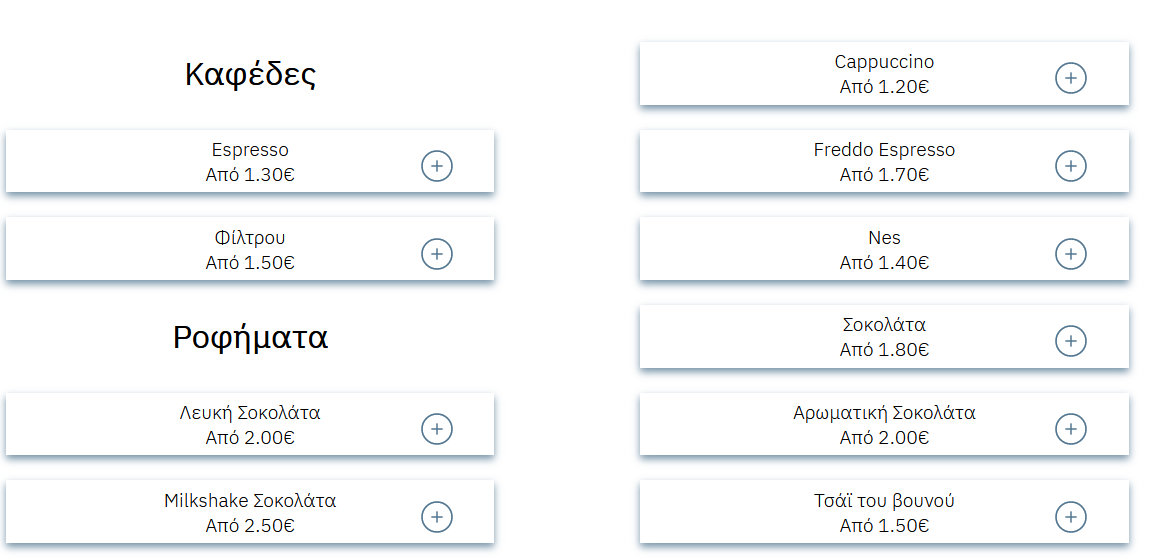 Καφέδες
Cappuccino
Από 1.20€
Espresso
Από 1.30€
Freddo Espresso
Από 1.70€
Φίλτρου
Από 1.50€
Nes
Από 1.40€
Ροφήματα
Σοκολάτα
Από 1.80€
Λευκή Σοκολάτα
Από 2.00€
Αρωματική Σοκολάτα
Από 2.00€
Milkshake Σοκολάτα
Από 2.50€
Τσάϊ του βουνού
Από 1.50€